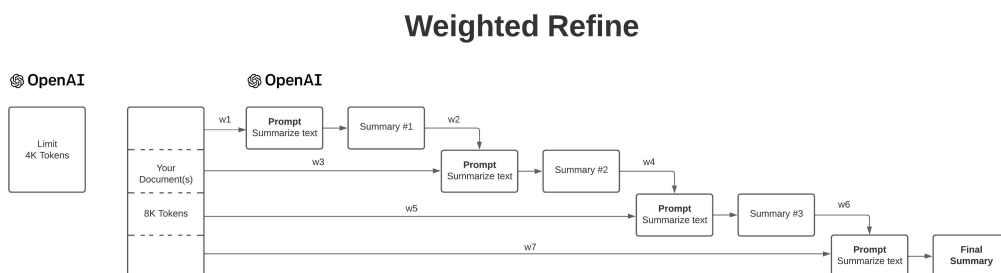 Weighted Refine
OpenAI
OpenAI
Limit
4K Tokens
w1
Prompt
Summarize text
Summary #1
w2
Your
Document(s)
w3
Prompt
Summarize text
Summary #2
w4
8K Tokens
w5
Prompt
Summarize text
Summary #3
w6
w7
Prompt
Summarize text
Final
Summary